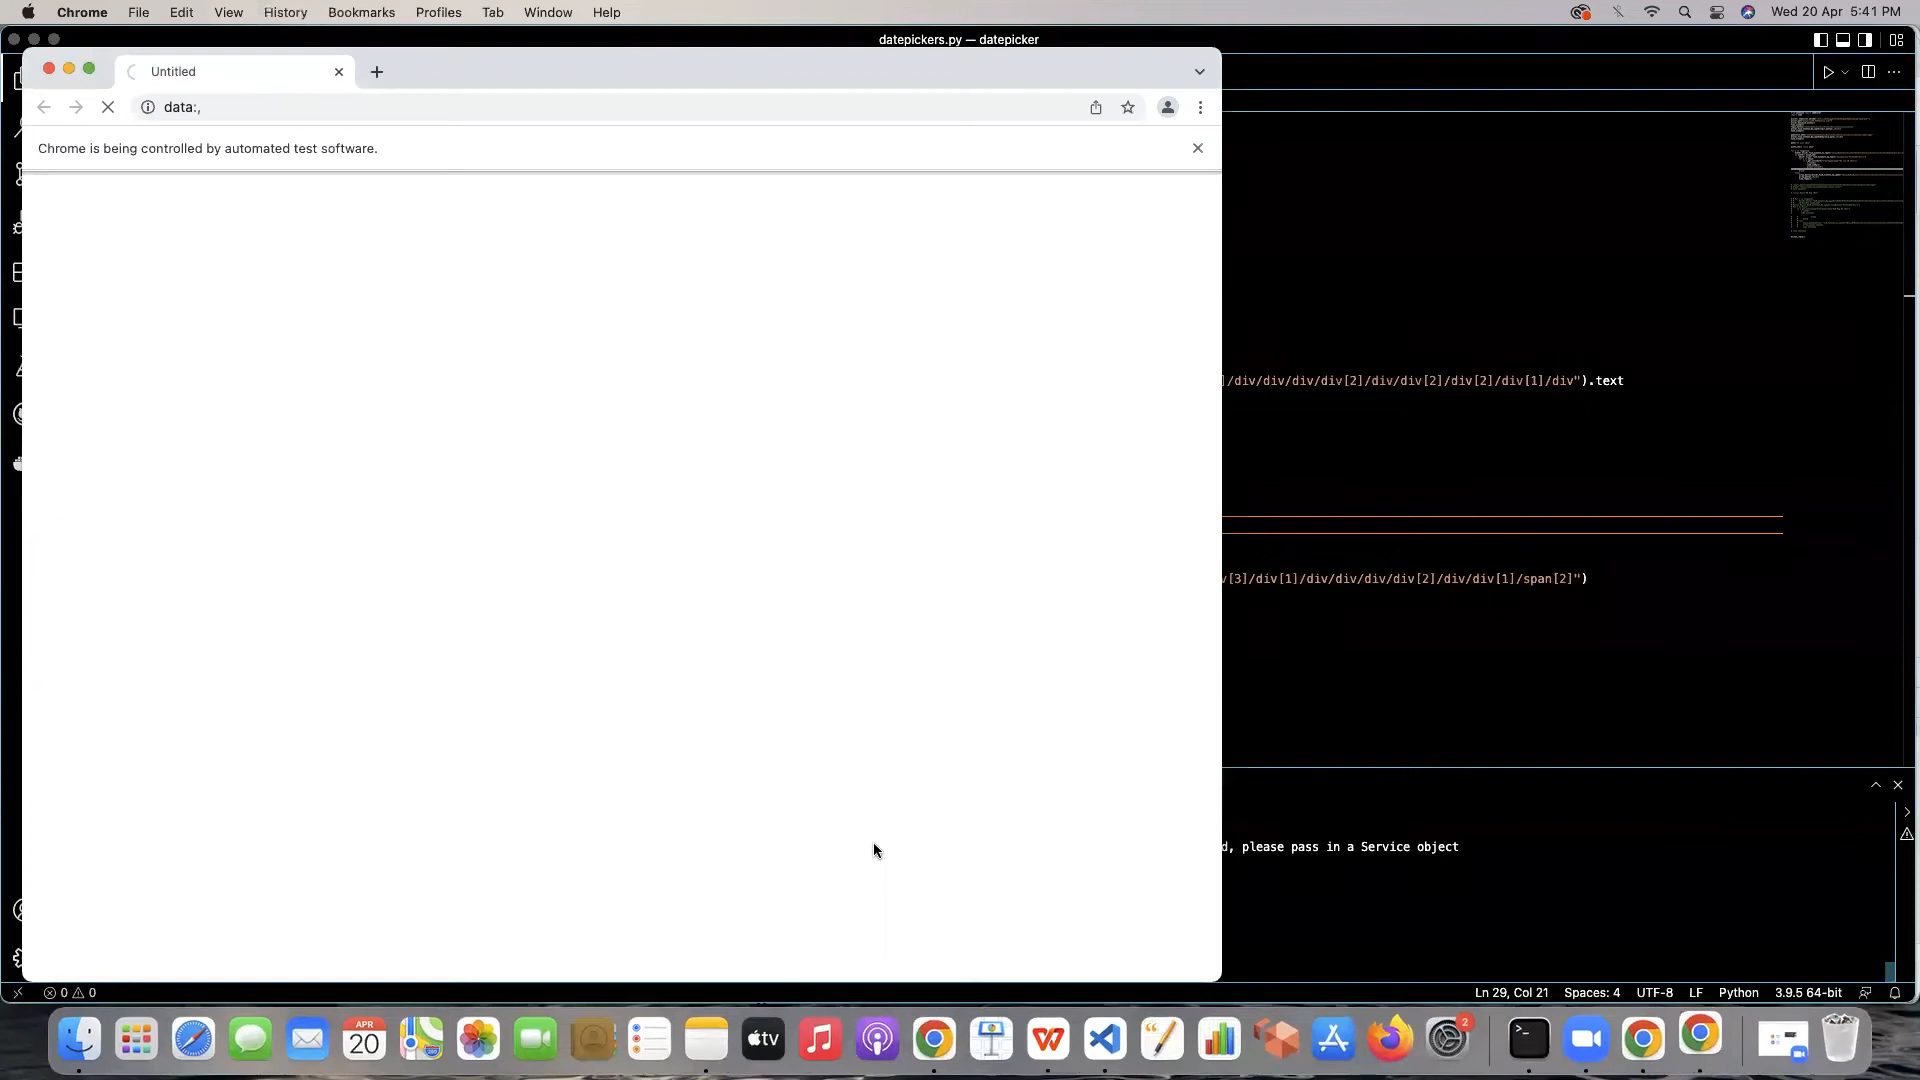 Chrome File Edit View History Bookmarks Profiles Tab Window Help Wed 20 Apr 5:41 PM
datepickers.py — datepicker
Untitled
data:,
Chrome is being controlled by automated test software.
]/div/div/div/div[2]/div/div[2]/div[2]/div[1]/div").text
v[3]/div[1]/div/div/div/div[2]/div/div[1]/span[2]")
d, please pass in a Service object
0 0 Ln 29, Col 21 Spaces: 4 UTF-8 LF Python 3.9.5 64-bit
APR
20
tv
2